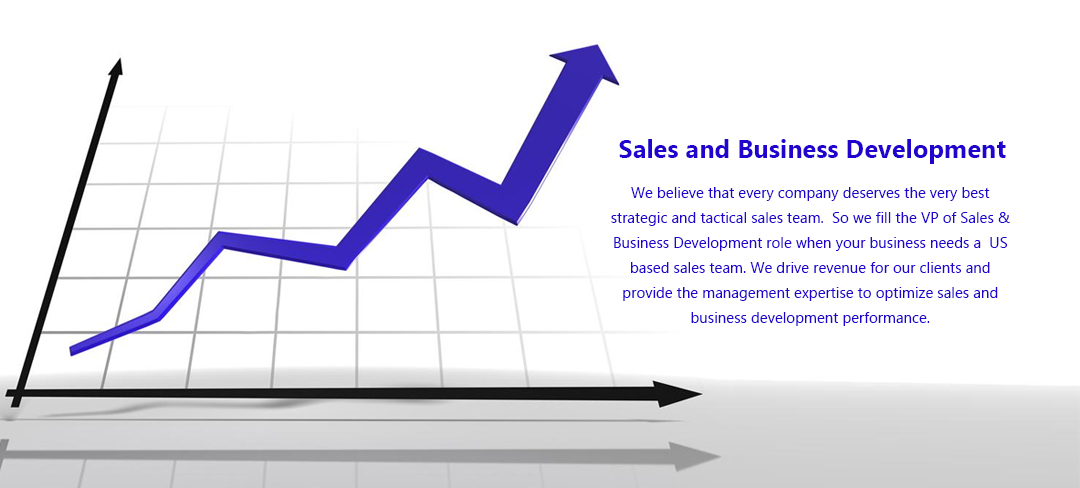 Sales and Business Development
We believe that every company deserves the very best
strategic and tactical sales team.  So we fill the VP of Sales &
Business Development role when your business needs a  US
based sales team. We drive revenue for our clients and
provide the management expertise to optimize sales and
business development performance.